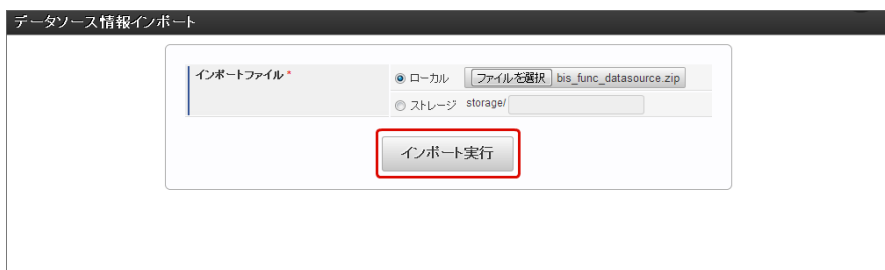 データソース情報インポート
インポートファイル *
ローカル ファイルを選択 bis_func_datasource.zip
ストレージ storage/
インポート実行